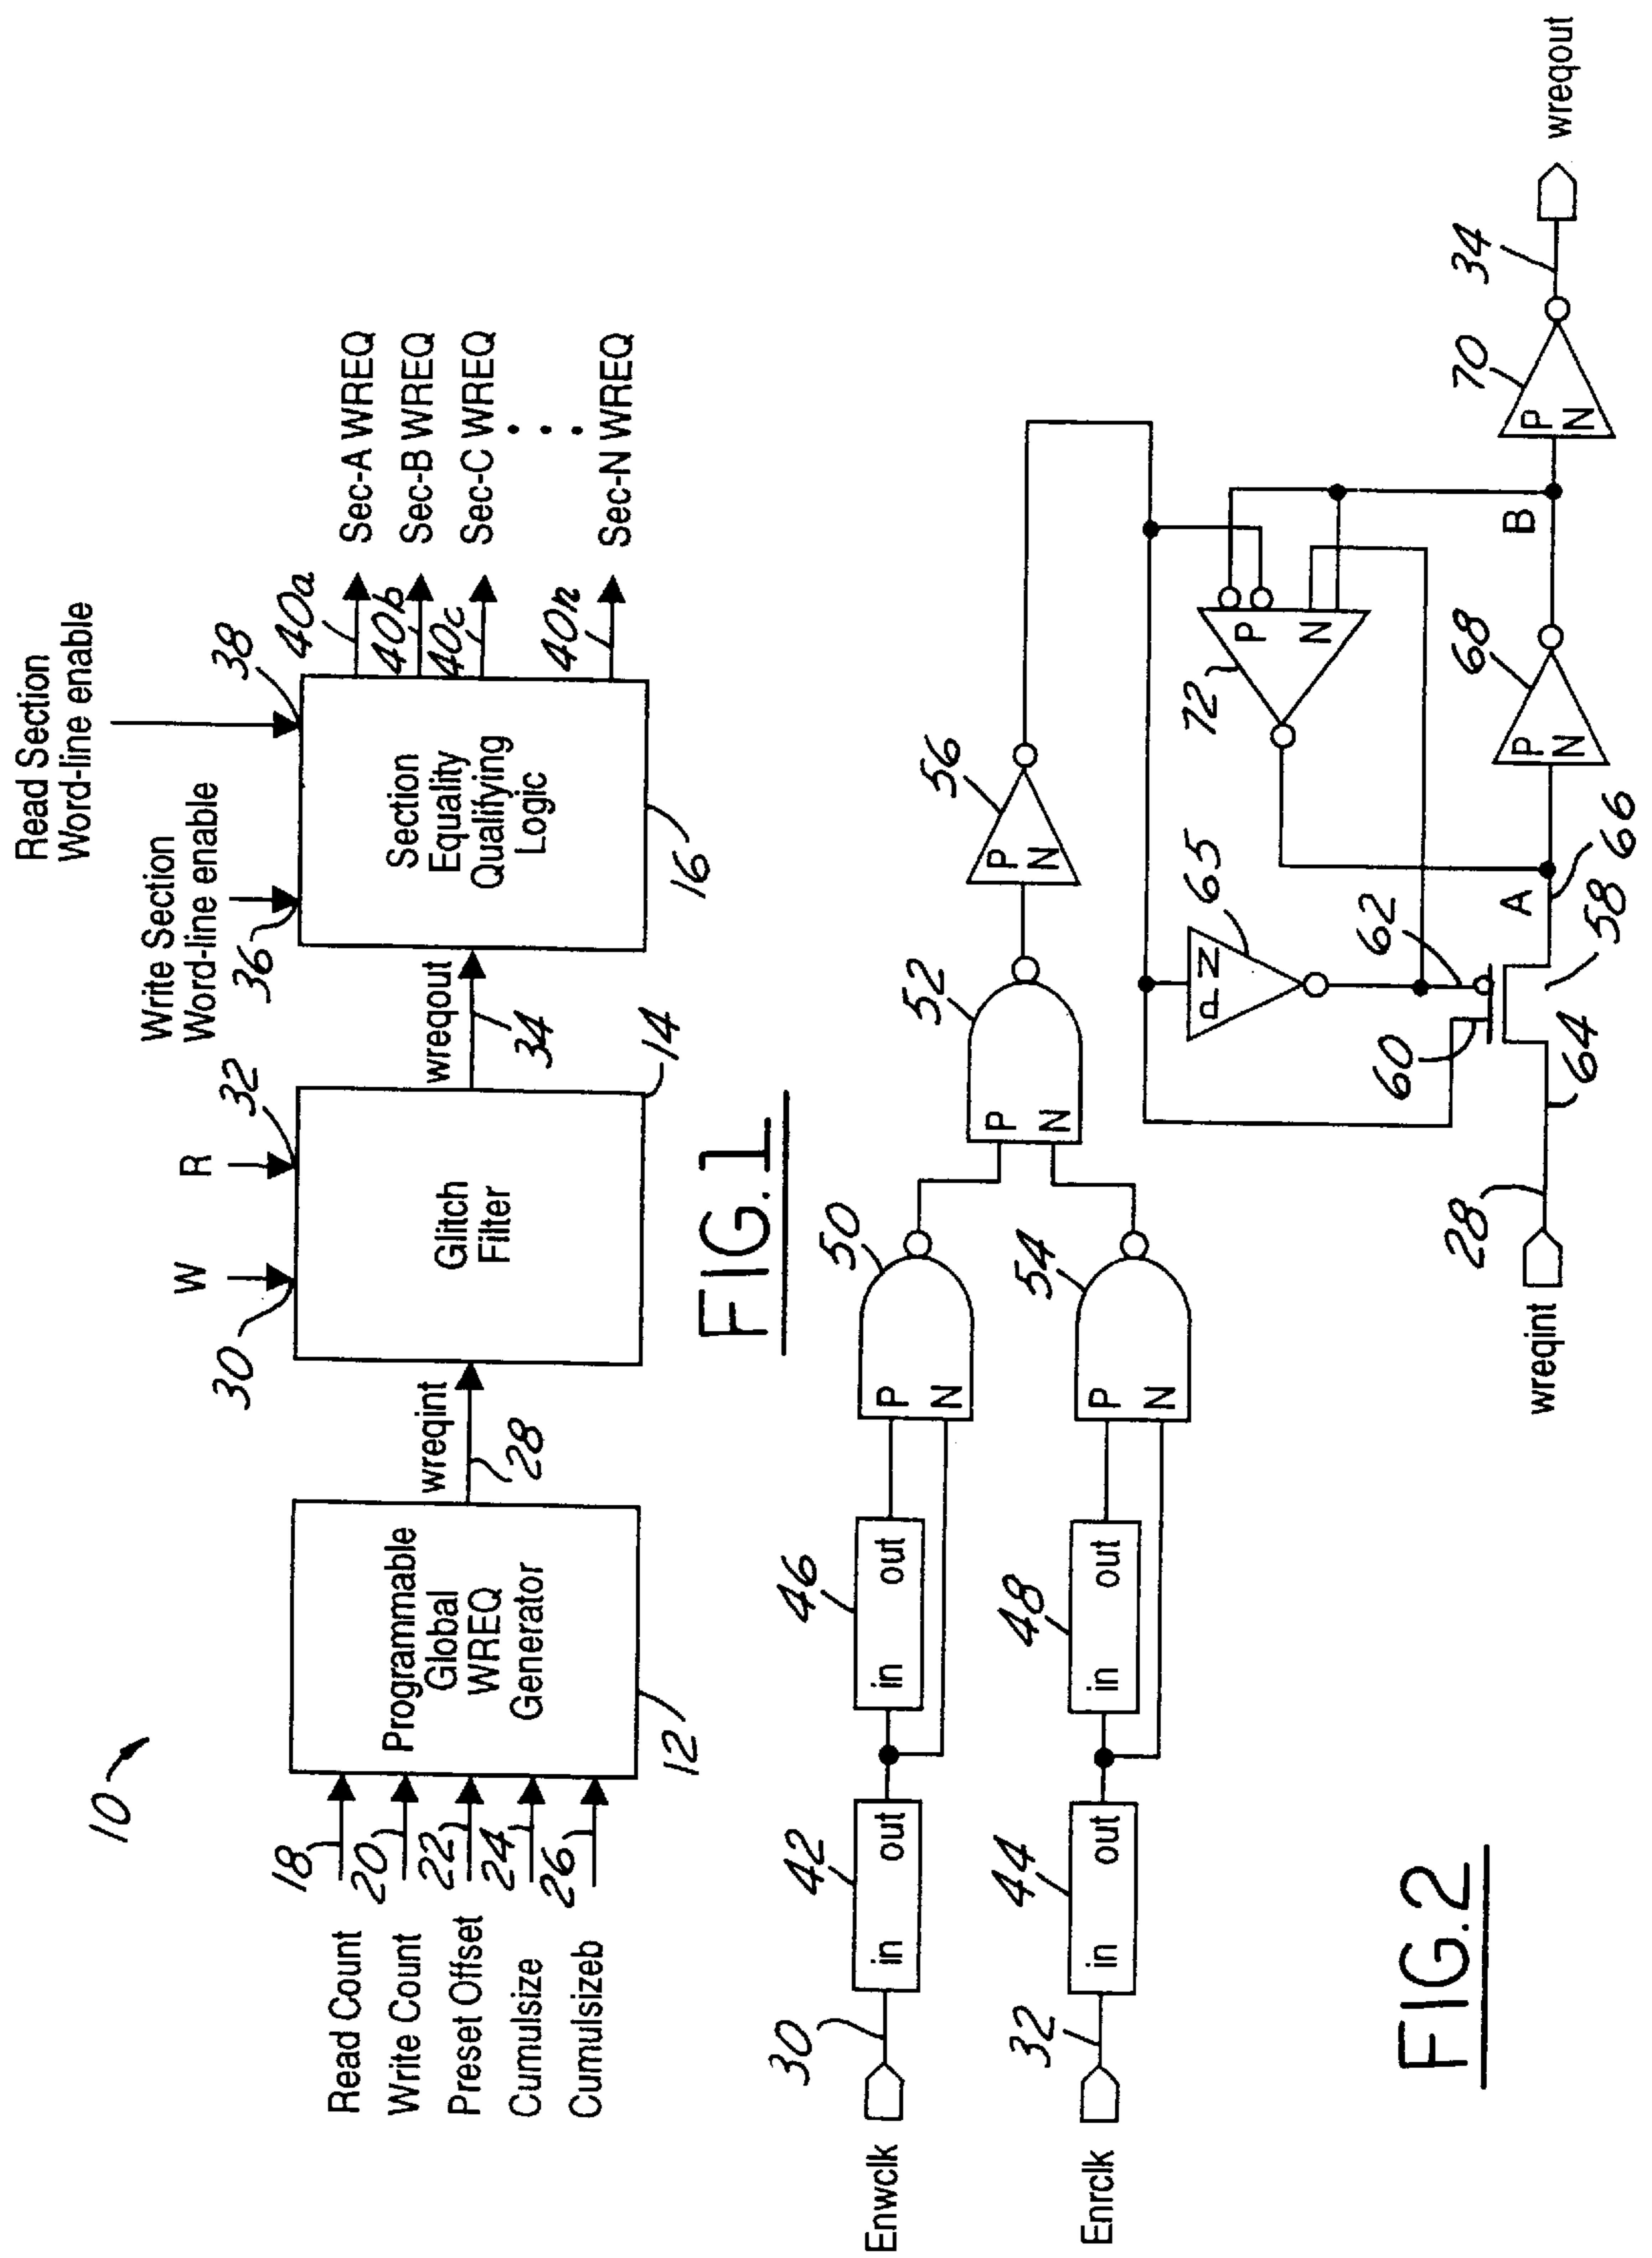 10
Read Section
Word-line enable
Write Section
Word-line enable
W
R
30
32
36
38
18
20
22
24
26
Read Count
Write Count
Preset Offset
Cumulsize
Cumulsizeb
Programmable
Global
WREQ
Generator
12
wreqint
28
Glitch
Filter
14
wreqout
34
Section
Equality
Qualifying
Logic
16
40a
40b
40c
40n
Sec-A WREQ
Sec-B WREQ
Sec-C WREQ
Sec-N WREQ
FIG.1
Enwclk
30
42
in out
46
in out
50
P
N
Enrclk
32
44
in out
48
in out
54
P
N
52
P
N
56
P
N
65
P N
72
P
N
62
60
64
58
66
A
wreqint
28
68
P
N
B
70
P
N
34
wreqout
FIG.2